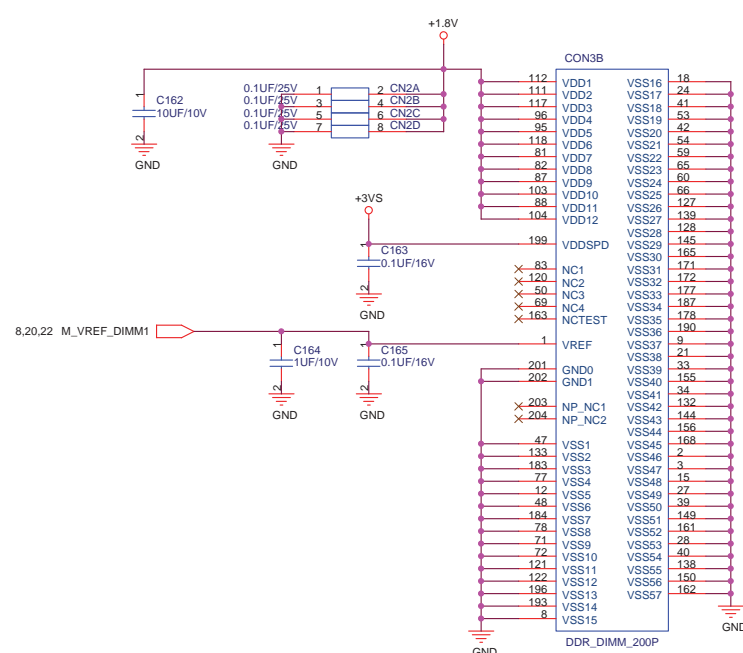 +1.8V
CON3B
1
C162
10UF/10V
2
GND
0.1UF/25V 1 2 CN2A
0.1UF/25V 3 4 CN2B
0.1UF/25V 5 6 CN2C
0.1UF/25V 7 8 CN2D
GND
+3VS
1
C163
0.1UF/16V
2
GND
8,20,22 M_VREF_DIMM1
1
C164
1UF/10V
2
GND
1
C165
0.1UF/16V
2
GND
112 VDD1
111 VDD2
117 VDD3
96 VDD4
95 VDD5
118 VDD6
81 VDD7
82 VDD8
87 VDD9
103 VDD10
88 VDD11
104 VDD12
199 VDDSPD
83 NC1
120 NC2
50 NC3
69 NC4
163 NCTEST
1 VREF
201 GND0
202 GND1
203 NP_NC1
204 NP_NC2
47 VSS1
133 VSS2
183 VSS3
77 VSS4
12 VSS5
48 VSS6
184 VSS7
78 VSS8
71 VSS9
72 VSS10
121 VSS11
122 VSS12
196 VSS13
193 VSS14
8 VSS15
GND
VSS16 18
VSS17 24
VSS18 41
VSS19 53
VSS20 42
VSS21 54
VSS22 59
VSS23 65
VSS24 60
VSS25 66
VSS26 127
VSS27 139
VSS28 128
VSS29 145
VSS30 165
VSS31 171
VSS32 172
VSS33 177
VSS34 187
VSS35 178
VSS36 190
VSS37 9
VSS38 21
VSS39 33
VSS40 155
VSS41 34
VSS42 132
VSS43 144
VSS44 156
VSS45 168
VSS46 2
VSS47 3
VSS48 15
VSS49 27
VSS50 39
VSS51 149
VSS52 161
VSS53 28
VSS54 40
VSS55 138
VSS56 150
VSS57 162
GND
DDR_DIMM_200P